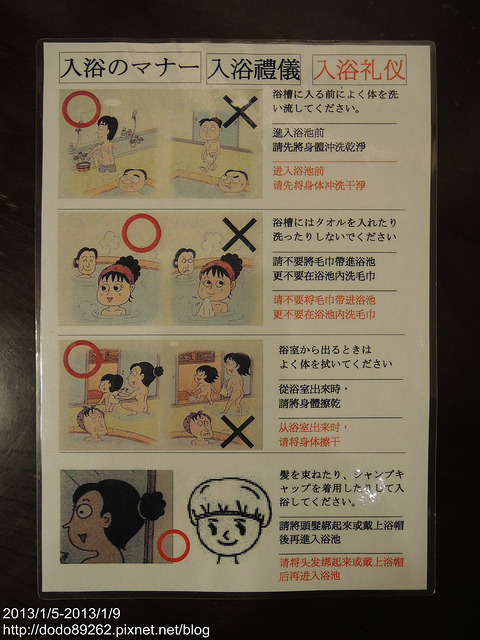 入浴のマナー 入浴禮儀 入浴礼仪
浴槽に入る前によく体を洗
い流してください。
進入浴池前
請先將身體沖洗乾淨
进入浴池前
请先将身体冲洗干淨
浴槽にはタオルを入れたり
洗ったりしないでください
請不要將毛巾帶進浴池
更不要在浴池內洗毛巾
请不要将毛巾带进浴池
更不要在浴池内洗毛巾
浴室から出るときは
よく体を拭いてください
從浴室出來時，
請將身體擦乾
从浴室出来时，
请将身体擦干
髪を束ねたり、シャンプキ
ャップを着用したりして入
浴してください。
請將頭髮綁起來或戴上浴帽
後再進入浴池
请将头发绑起来或戴上浴帽
后再进入浴池
2013/1/5-2013/1/9
http://dodo89262.pixnet.net/blog